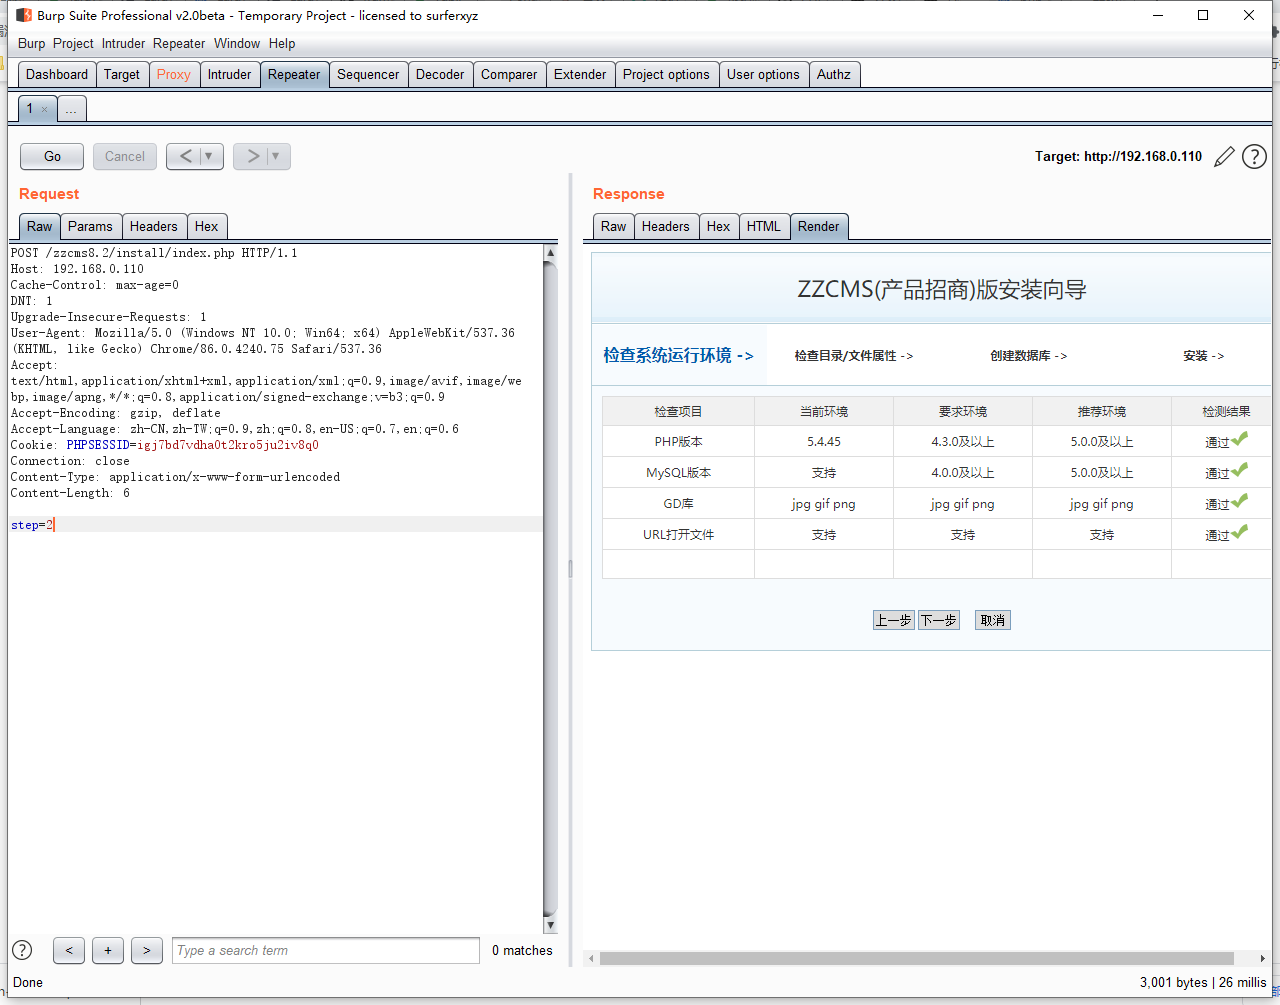 Burp Suite Professional v2.0beta - Temporary Project - licensed to surferxyz
Burp Project Intruder Repeater Window Help
Dashboard Target Proxy Intruder Repeater Sequencer Decoder Comparer Extender Project options User options Authz
1 × ...
Go Cancel < ▼ > ▼ Target: http://192.168.0.110 ?
Request
Raw Params Headers Hex
POST /zzcms8.2/install/index.php HTTP/1.1
Host: 192.168.0.110
Cache-Control: max-age=0
DNT: 1
Upgrade-Insecure-Requests: 1
User-Agent: Mozilla/5.0 (Windows NT 10.0; Win64; x64) AppleWebKit/537.36
(KHTML, like Gecko) Chrome/86.0.4240.75 Safari/537.36
Accept:
text/html,application/xhtml+xml,application/xml;q=0.9,image/avif,image/we
bp,image/apng,*/*;q=0.8,application/signed-exchange;v=b3;q=0.9
Accept-Encoding: gzip, deflate
Accept-Language: zh-CN,zh-TW;q=0.9,zh;q=0.8,en-US;q=0.7,en;q=0.6
Cookie: PHPSESSID=igj7bd7vdha0t2kro5ju2iv8q0
Connection: close
Content-Type: application/x-www-form-urlencoded
Content-Length: 6
step=2
? < + > Type a search term 0 matches
Response
Raw Headers Hex HTML Render
ZZCMS(产品招商)版安装向导
检查系统运行环境 -> 检查目录/文件属性 -> 创建数据库 -> 安装 ->
检查项目 当前环境 要求环境 推荐环境 检测结果
PHP版本 5.4.45 4.3.0及以上 5.0.0及以上 通过
MySQL版本 支持 4.0.0及以上 5.0.0及以上 通过
GD库 jpg gif png jpg gif png jpg gif png 通过
URL打开文件 支持 支持 支持 通过
上一步 下一步 取消
Done 3,001 bytes | 26 millis